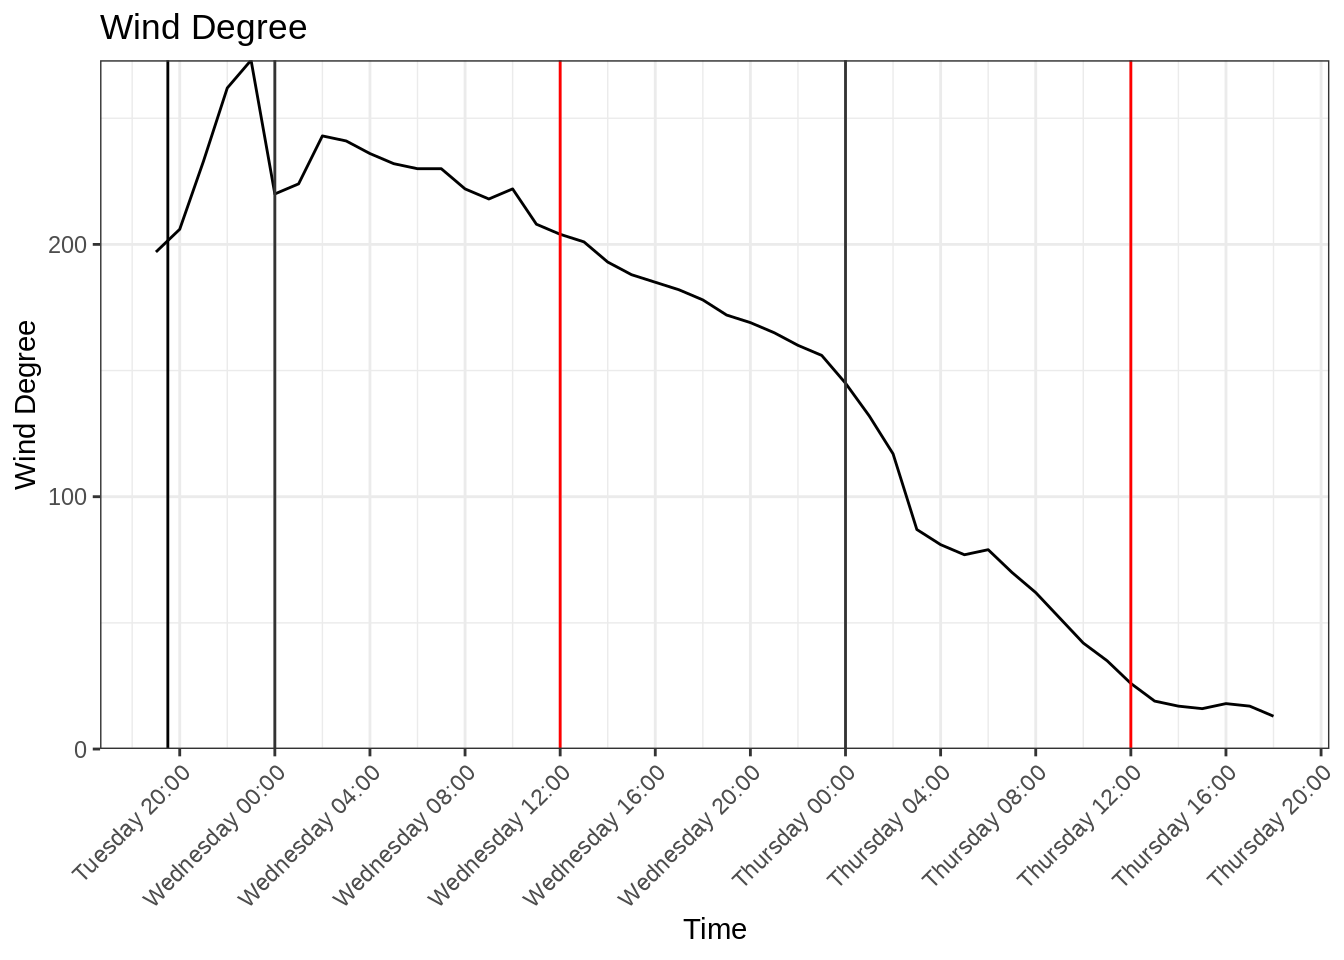 Wind Degree
Wind Degree
200
100
0
Tuesday 20:00
Wednesday 00:00
Wednesday 04:00
Wednesday 08:00
Wednesday 12:00
Wednesday 16:00
Wednesday 20:00
Thursday 00:00
Thursday 04:00
Thursday 08:00
Thursday 12:00
Thursday 16:00
Thursday 20:00
Time